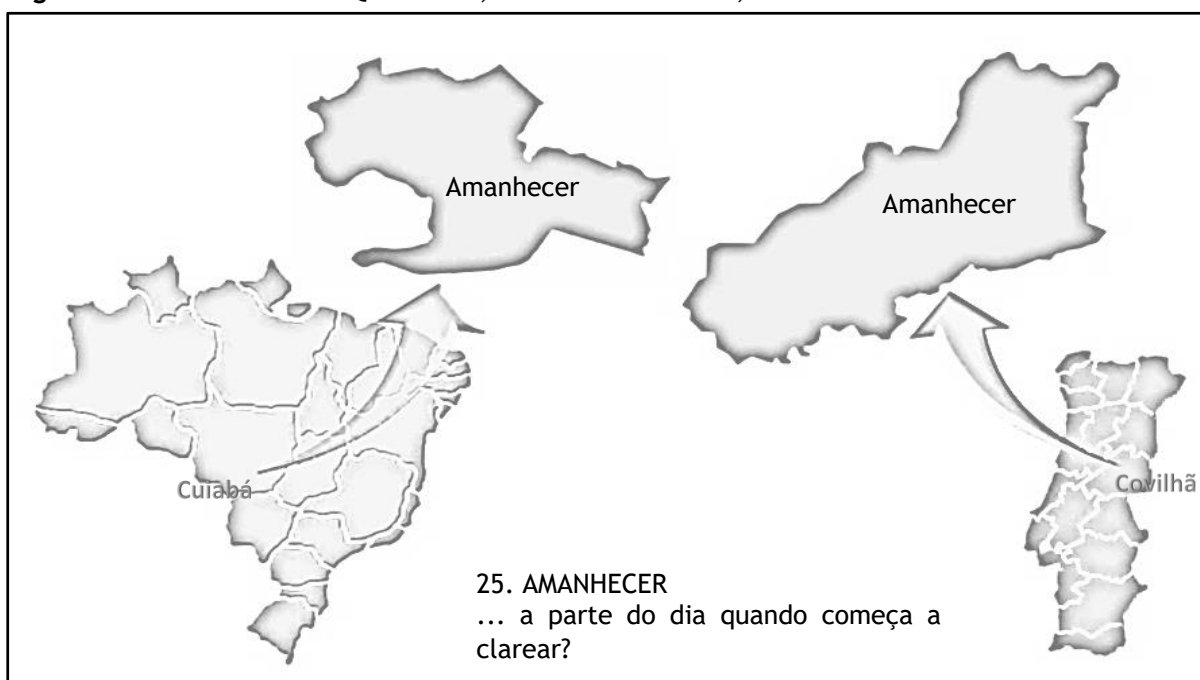 Amanhecer
Amanhecer
Cuiabá
Covilhã
25. AMANHECER
... a parte do dia quando começa a
clarear?